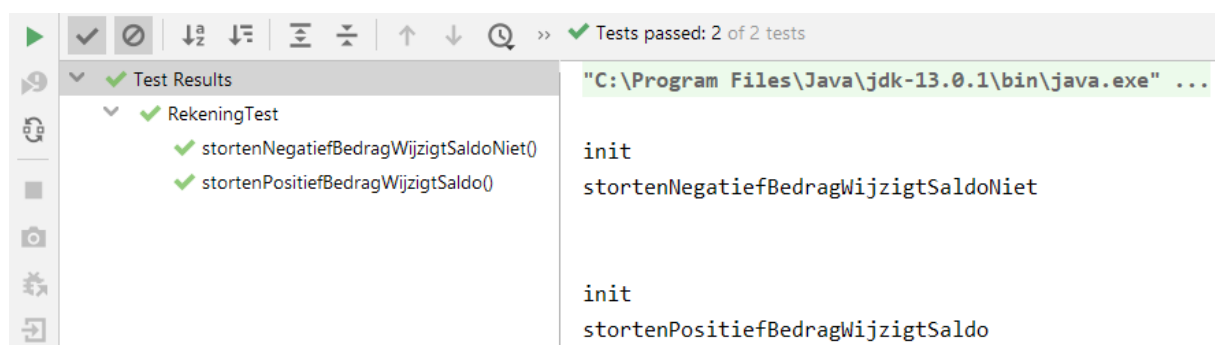 Tests passed: 2 of 2 tests
Test Results
RekeningTest
stortenNegatiefBedragWijzigtSaldoNiet()
stortenPositiefBedragWijzigtSaldo()
"C:\Program Files\Java\jdk-13.0.1\bin\java.exe" ...
init
stortenNegatiefBedragWijzigtSaldoNiet
init
stortenPositiefBedragWijzigtSaldo